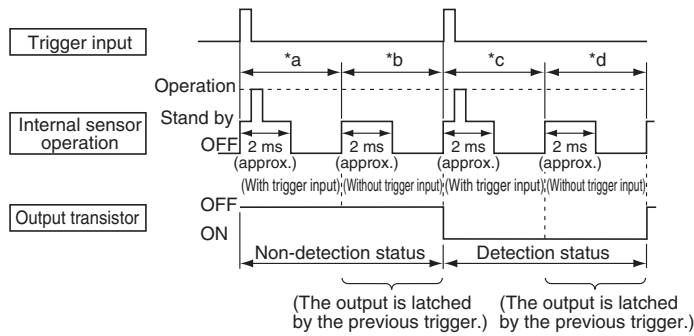 Trigger input
*a *b *c *d
Operation
Stand by
Internal sensor
operation
OFF
2 ms 2 ms 2 ms 2 ms
(approx.) (approx.) (approx.) (approx.)
(With trigger input) (Without trigger input) (With trigger input) (Without trigger input)
Output transistor
OFF
ON
Non-detection status Detection status
(The output is latched (The output is latched
by the previous trigger.) by the previous trigger.)